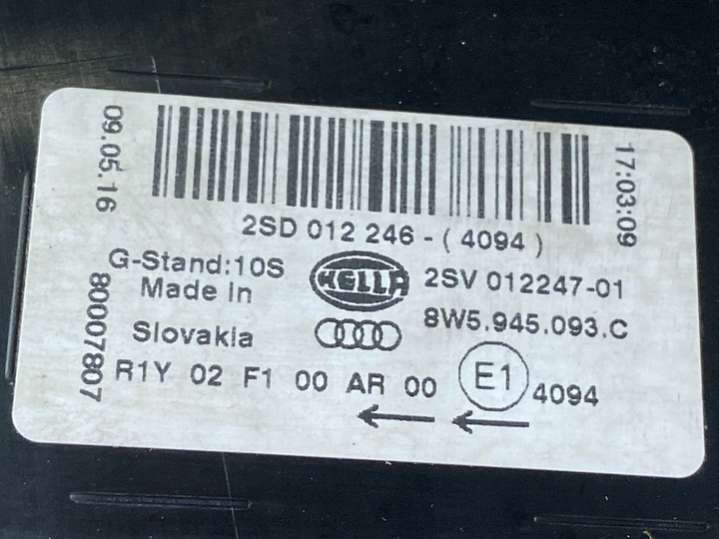 09.05.16
17:03:09
2SD 012 246-(4094)
G-Stand:10S
HELLA
2SV 012247-01
Made in
Slovakia
8W5.945.093.C
80007807
R1Y 02 F1 00 AR 00
E1
4094